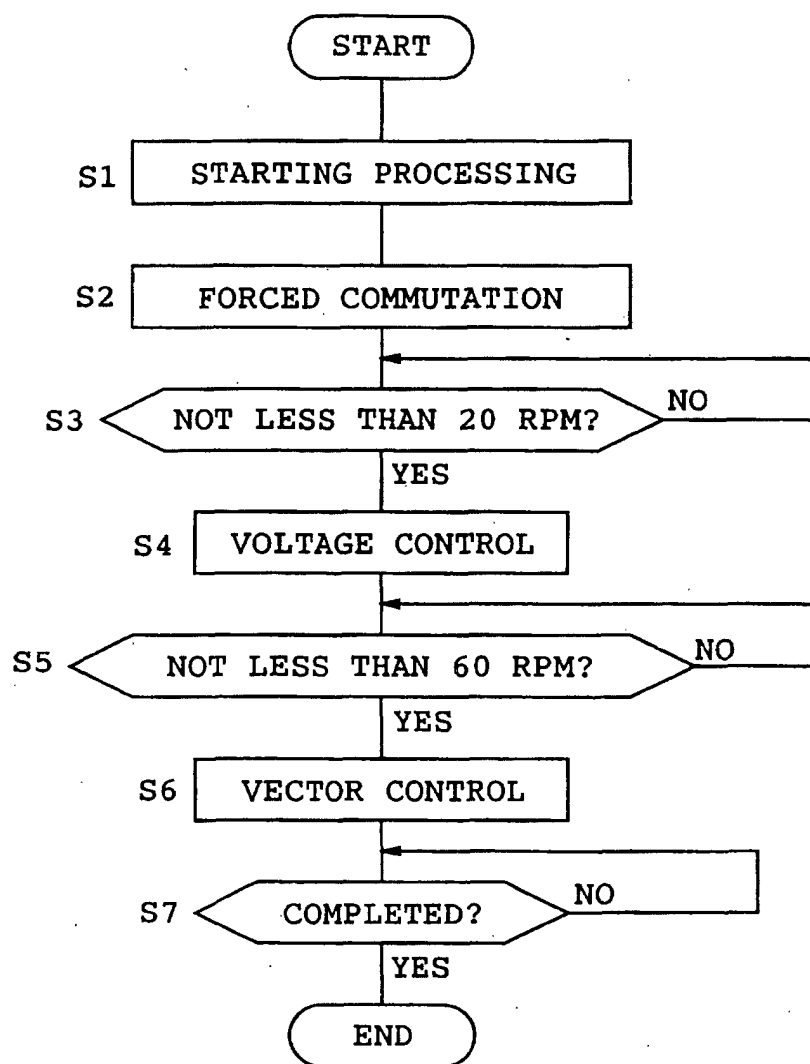 START
S1 STARTING PROCESSING
S2 FORCED COMMUTATION
S3 NOT LESS THAN 20 RPM? NO
YES
S4 VOLTAGE CONTROL
S5 NOT LESS THAN 60 RPM? NO
YES
S6 VECTOR CONTROL
S7 COMPLETED? NO
YES
END